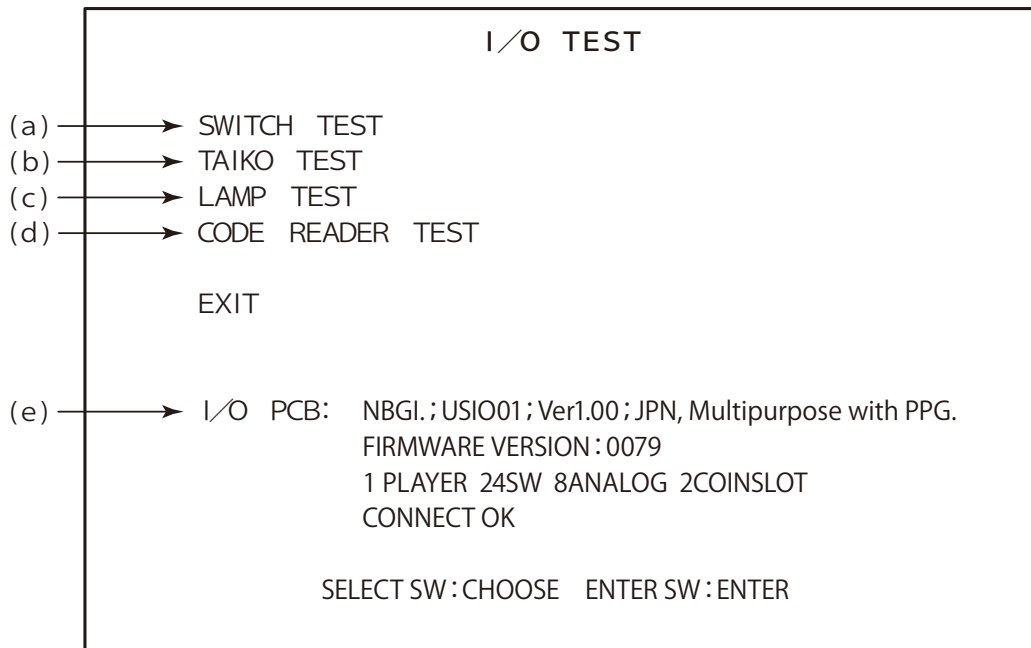 I/O TEST
(a) SWITCH TEST
(b) TAIKO TEST
(c) LAMP TEST
(d) CODE READER TEST
EXIT
(e) I/O PCB: NBGI.;USIO01;Ver1.00;JPN, Multipurpose with PPG.
FIRMWARE VERSION:0079
1 PLAYER 24SW 8ANALOG 2COINSLOT
CONNECT OK
SELECT SW:CHOOSE ENTER SW:ENTER